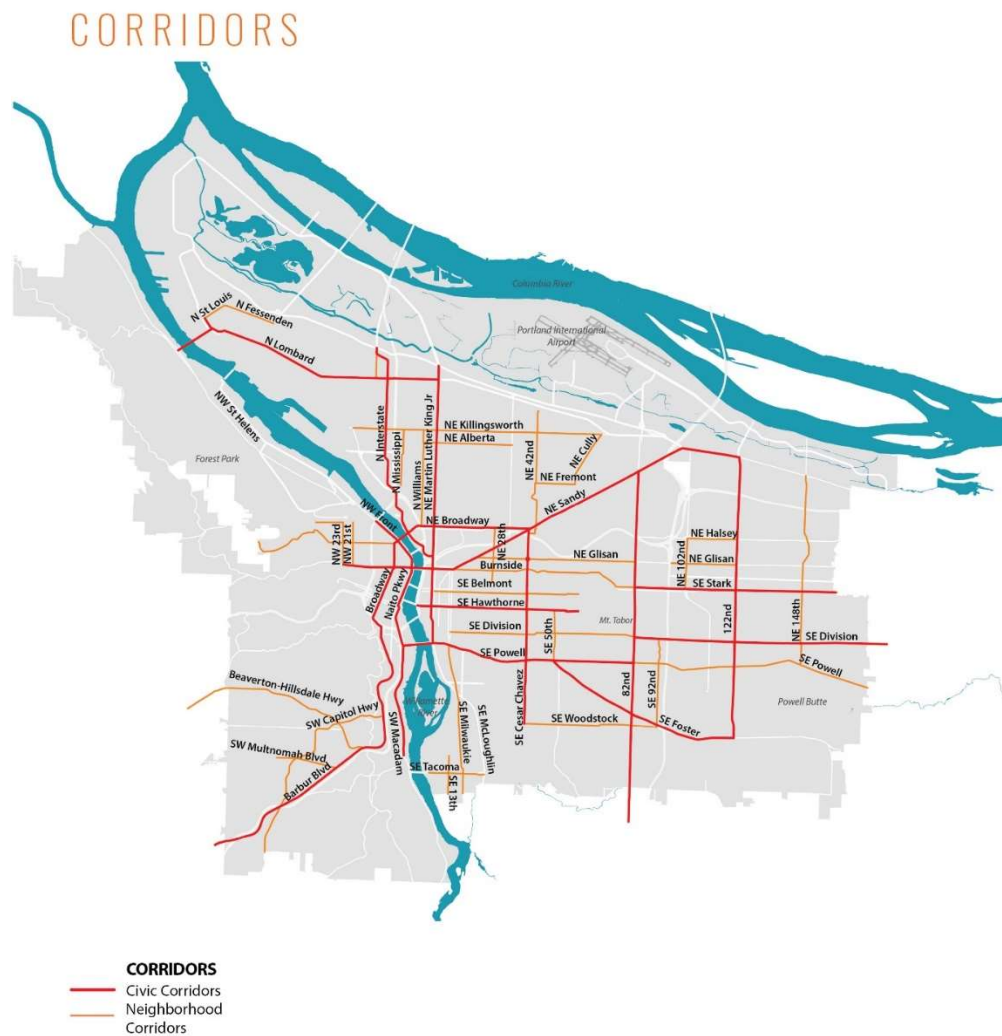 CORRIDORS
Columbia River
Portland International
Airport
N St Louis
N Fessenden
N Lombard
NW St Helens
Forest Park
N Interstate
N Mississippi
N Williams
NE Martin Luther King Jr
NE Killingsworth
NE Alberta
NE 42nd
NE Cully
NE Fremont
NE Sandy
NW Front
NE Broadway
NE 28th
NW 23rd
NW 21st
NE Glisan
Burnside
NE Halsey
NE Glisan
NE 102nd
Broadway
Naito Pkwy
SE Belmont
SE Stark
SE Hawthorne
Mt. Tabor
122nd
NE 148th
SE Division
SE 50th
SE Division
SE Powell
SE Powell
82nd
SE 92nd
Beaverton-Hillsdale Hwy
SW Capitol Hwy
Willamette
River
SW Macadam
SE Milwaukie
SE McLoughlin
SE Cesar Chavez
SE Woodstock
SE Foster
Powell Butte
SW Multnomah Blvd
Barbur Blvd
SE Tacoma
SE 13th
CORRIDORS
Civic Corridors
Neighborhood
Corridors